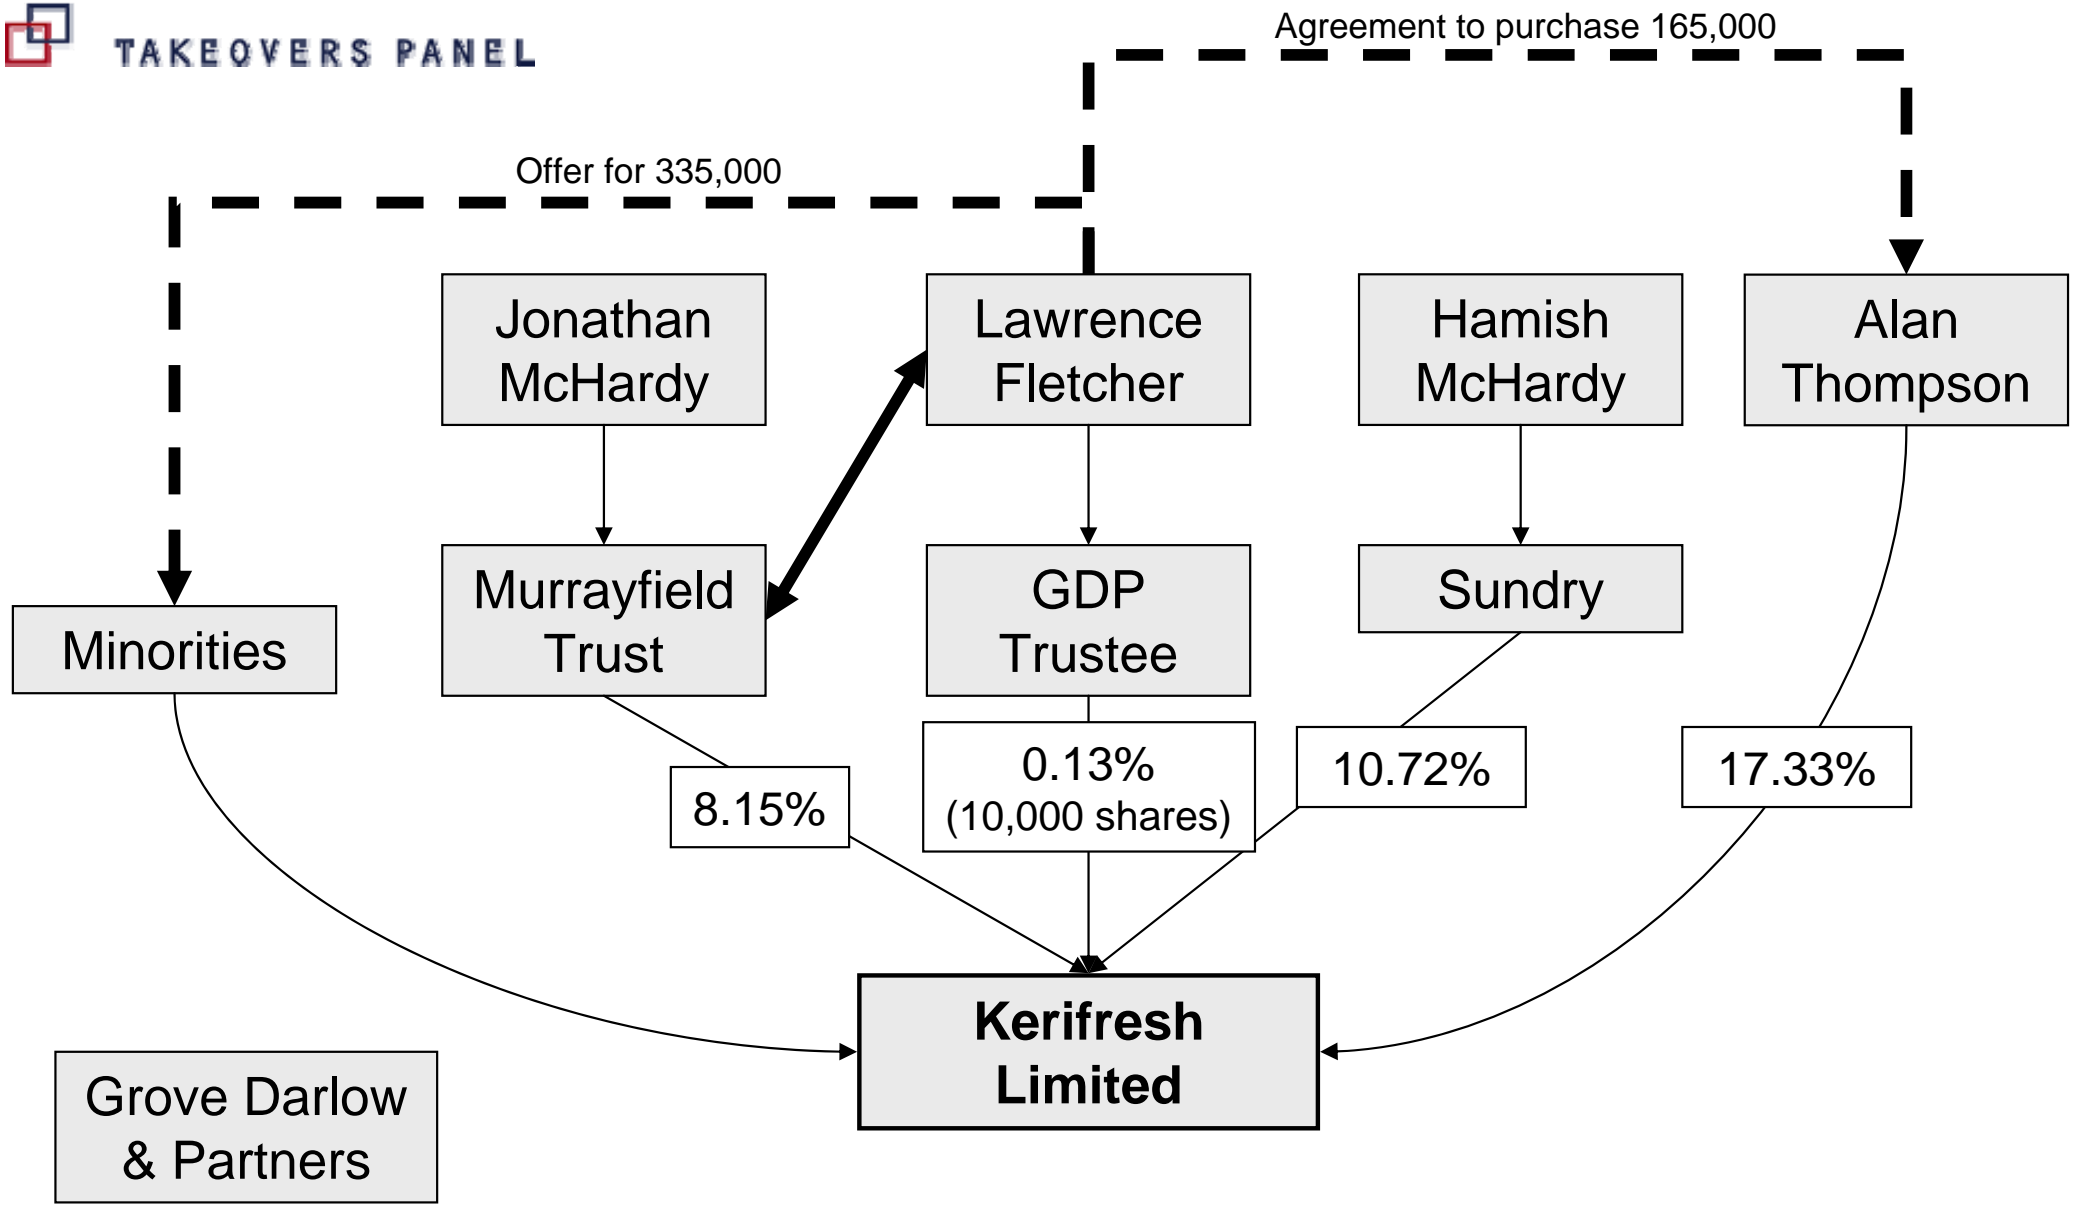 TAKEOVERS PANEL
Agreement to purchase 165,000
Offer for 335,000
Jonathan
McHardy
Lawrence
Fletcher
Hamish
McHardy
Alan
Thompson
Minorities
Murrayfield
Trust
GDP
Trustee
Sundry
8.15%
0.13%
(10,000 shares)
10.72%
17.33%
Kerifresh
Limited
Grove Darlow
& Partners